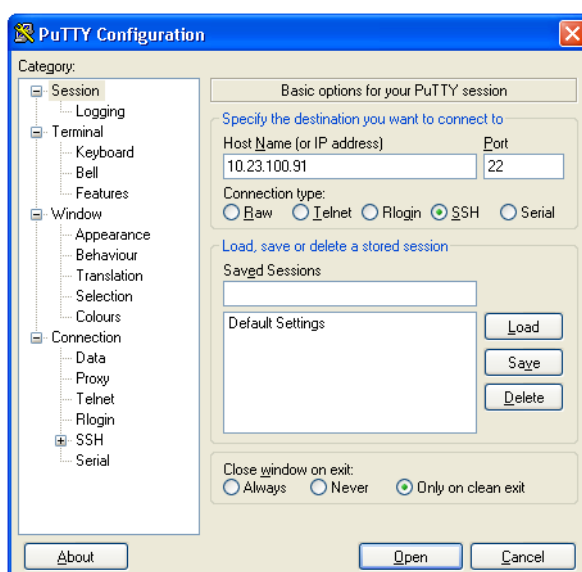 PuTTY Configuration
Category:
Session
Logging
Terminal
Keyboard
Bell
Features
Window
Appearance
Behaviour
Translation
Selection
Colours
Connection
Data
Proxy
Telnet
Rlogin
SSH
Serial
Basic options for your PuTTY session
Specify the destination you want to connect to
Host Name (or IP address) Port
10.23.100.91 22
Connection type:
Raw Telnet Rlogin SSH Serial
Load, save or delete a stored session
Saved Sessions
Default Settings
Load
Save
Delete
Close window on exit:
Always Never Only on clean exit
About Open Cancel